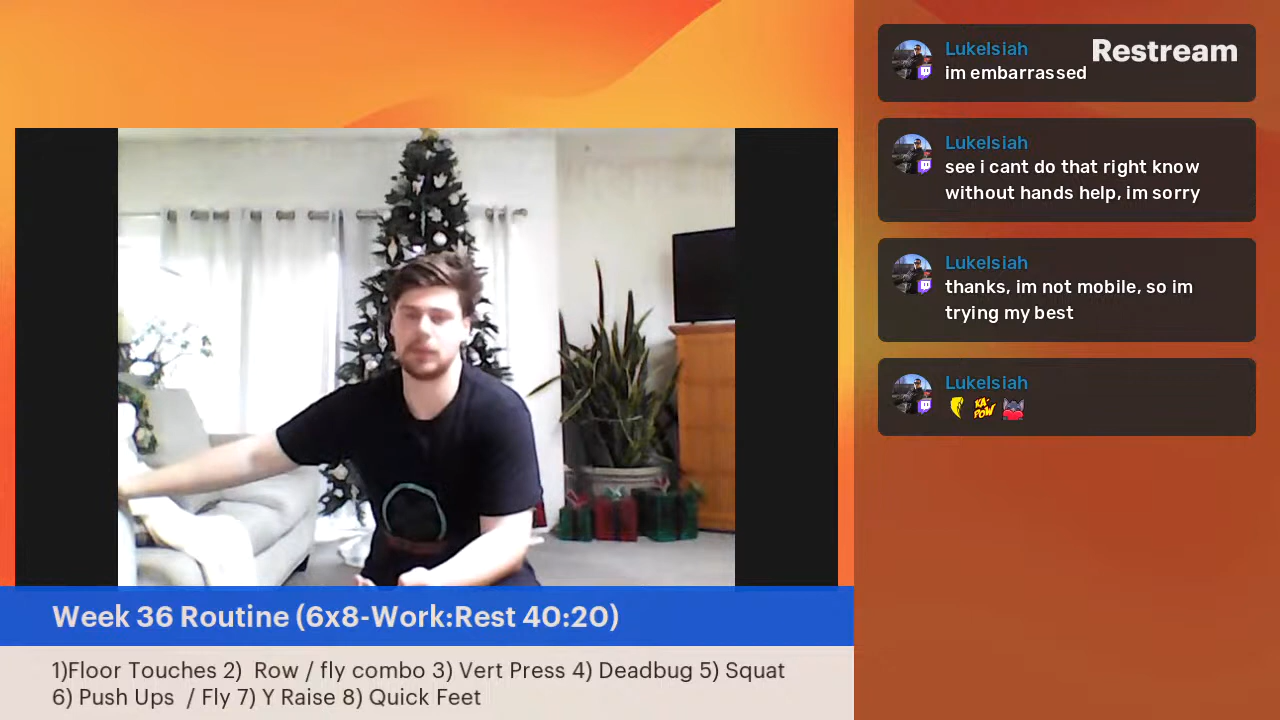 LukeIsiah
Restream
im embarrassed
LukeIsiah
see i cant do that right know
without hands help, im sorry
LukeIsiah
thanks, im not mobile, so im
trying my best
LukeIsiah
KA-
POW
Week 36 Routine (6x8-Work:Rest 40:20)
1)Floor Touches 2)  Row / fly combo 3) Vert Press 4) Deadbug 5) Squat
6) Push Ups  / Fly 7) Y Raise 8) Quick Feet